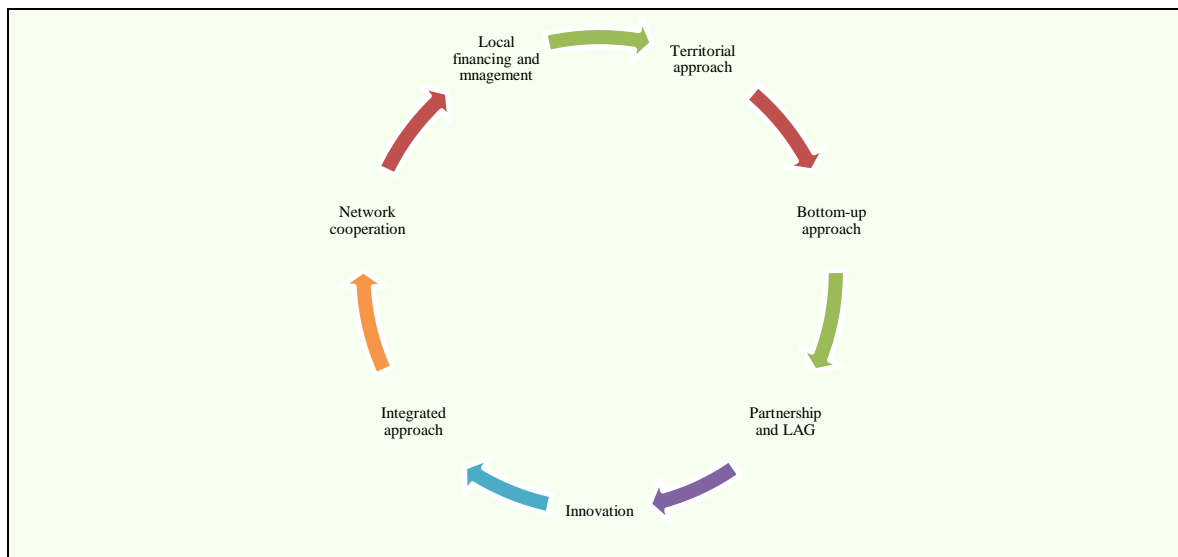 Local
financing and
mnagement
Territorial
approach
Bottom-up
approach
Partnership
and LAG
Innovation
Integrated
approach
Network
cooperation